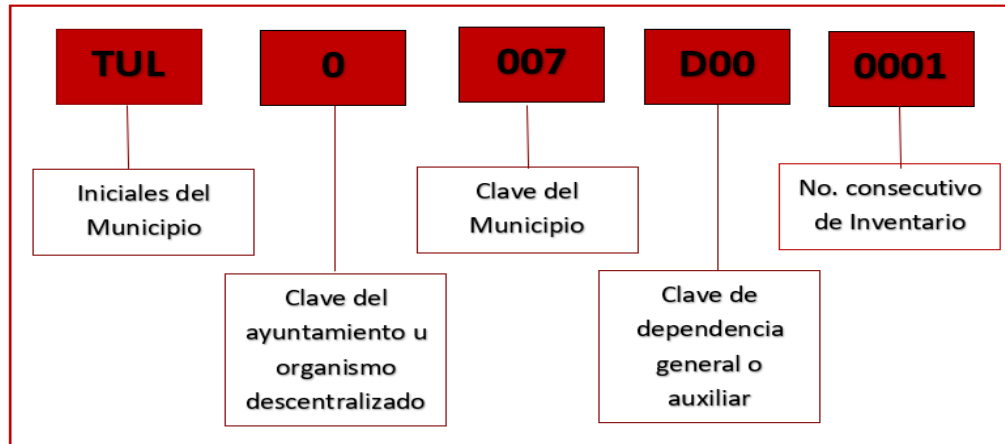 TUL
0
007
D00
0001
Iniciales del
Municipio
Clave del
ayuntamiento u
organismo
descentralizado
Clave del
Municipio
Clave de
dependencia
general o
auxiliar
No. consecutivo
de Inventario